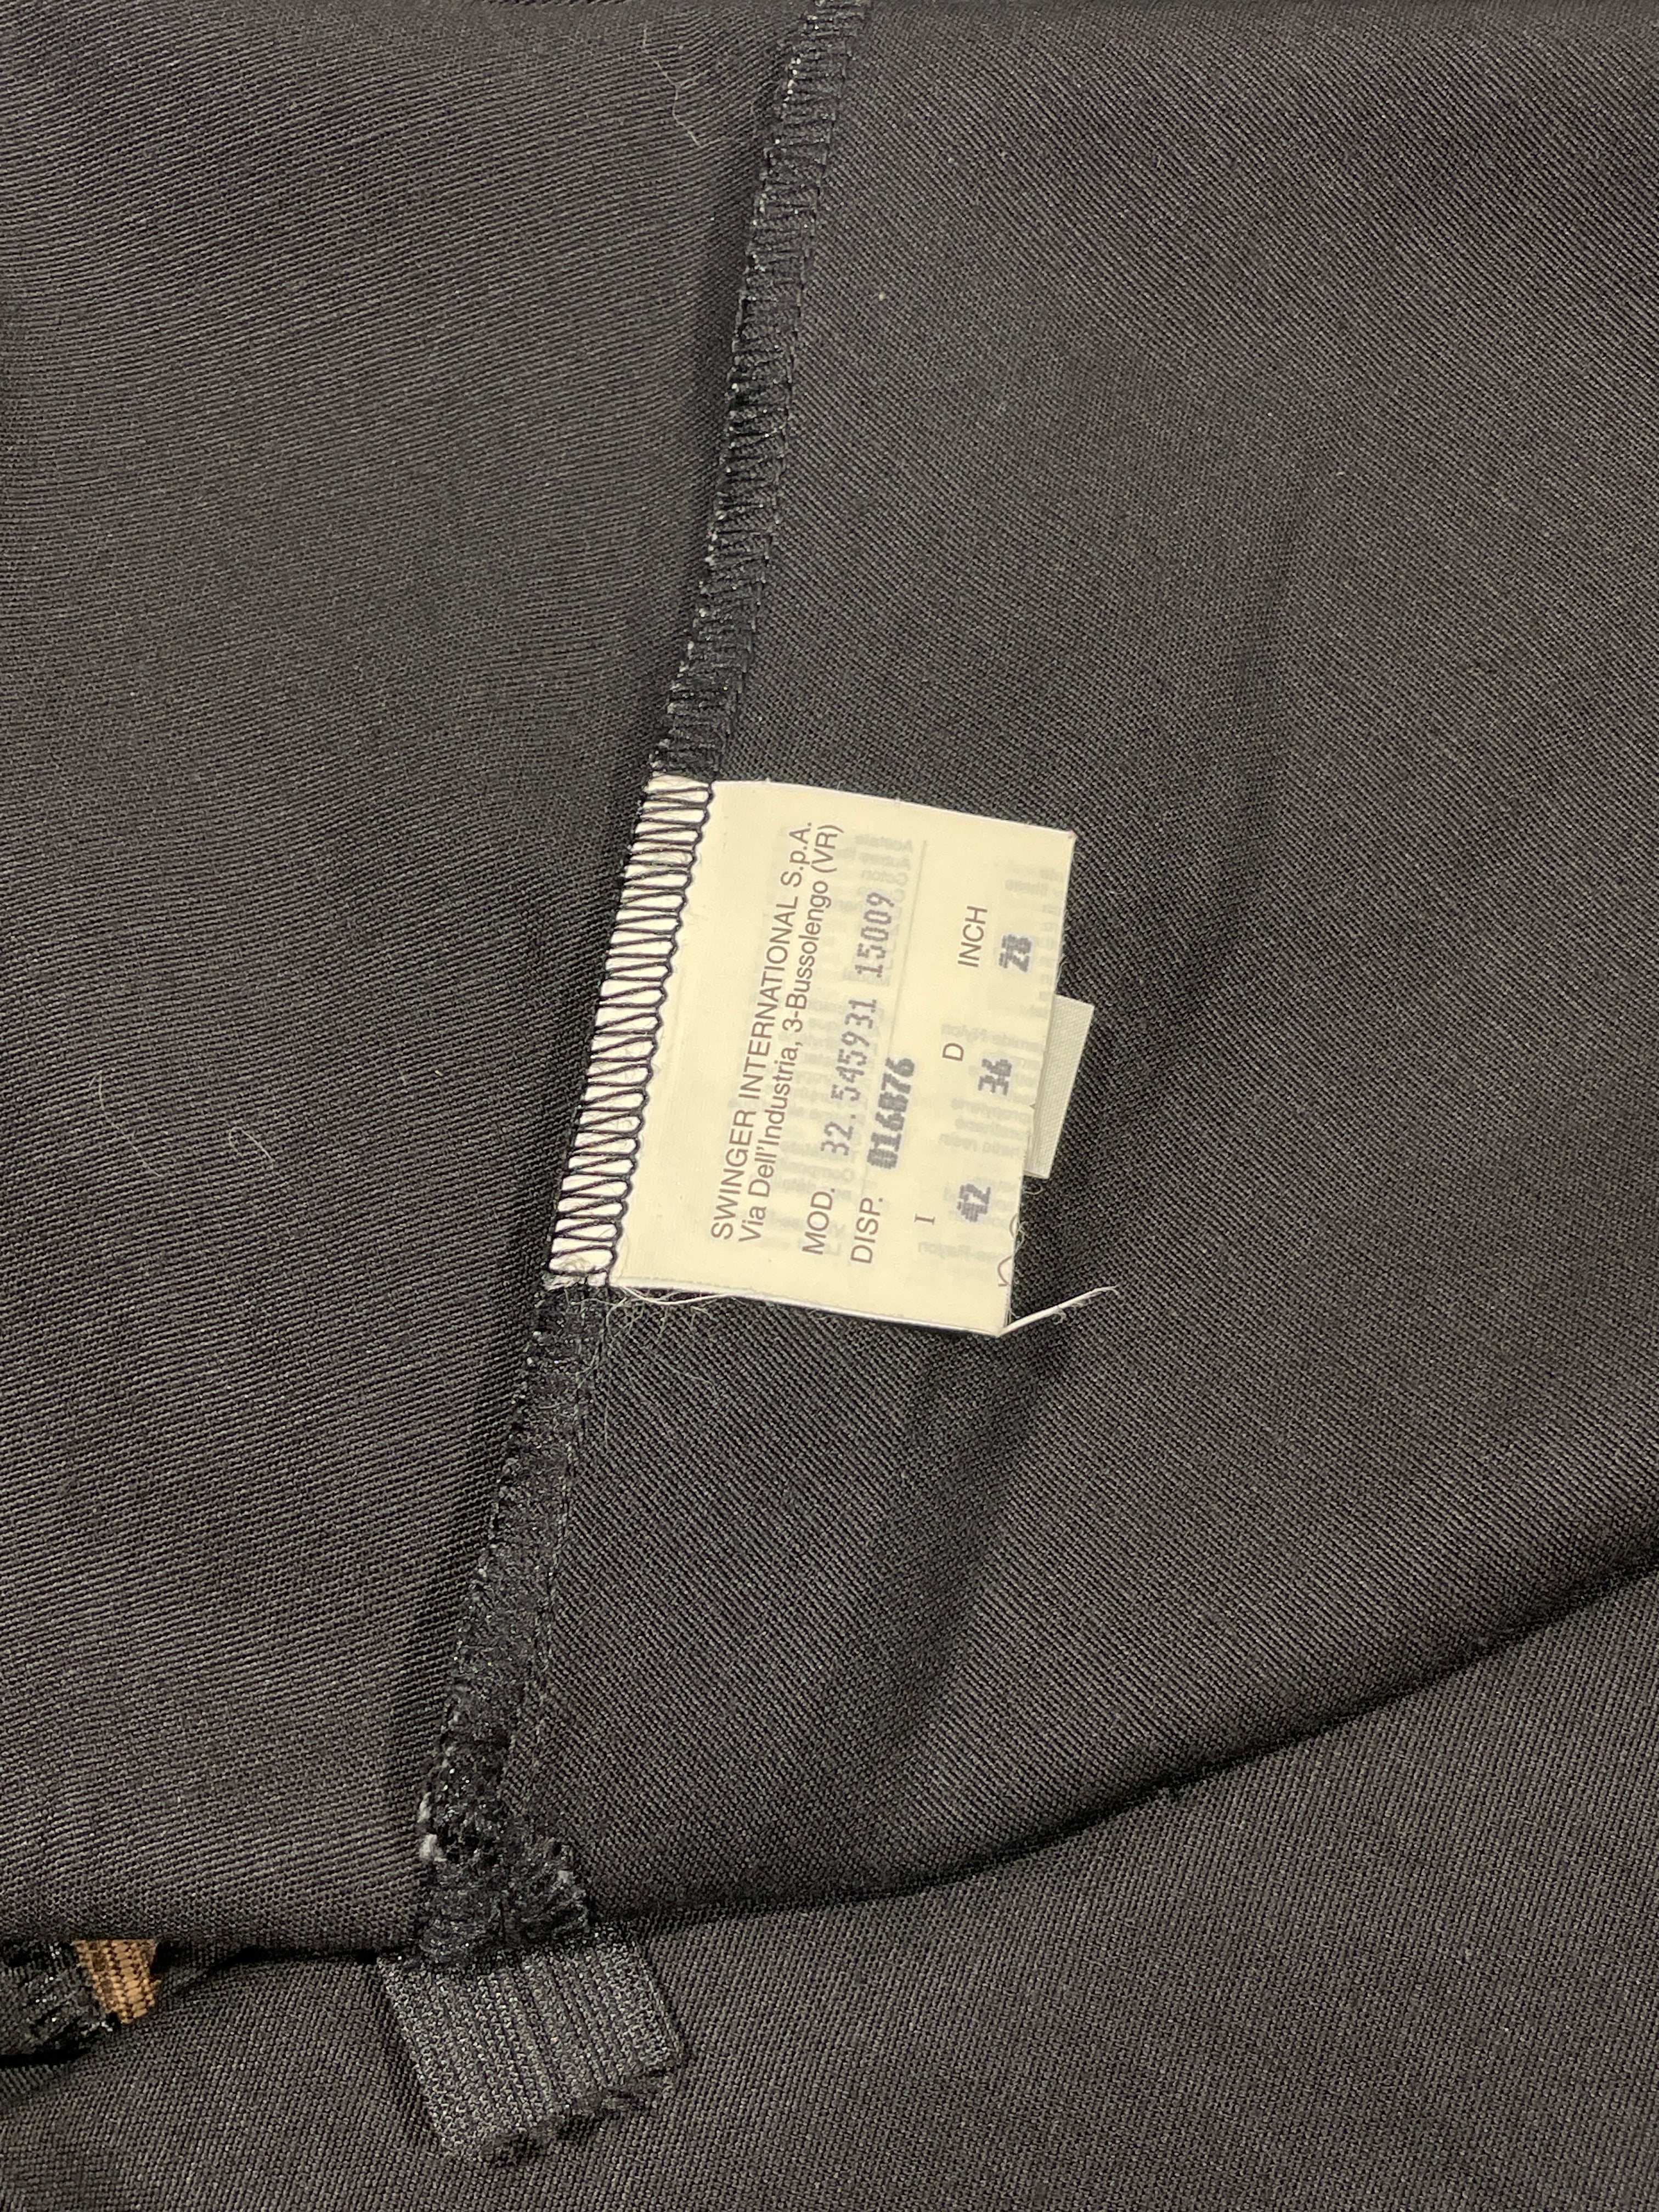 SWINGER INTERNATIONAL S.p.A.
Via Dell'Industria, 3-Bussolengo (VR)
MOD. 32.545931 15009
DISP. 016876
I D INCH
42 36 28